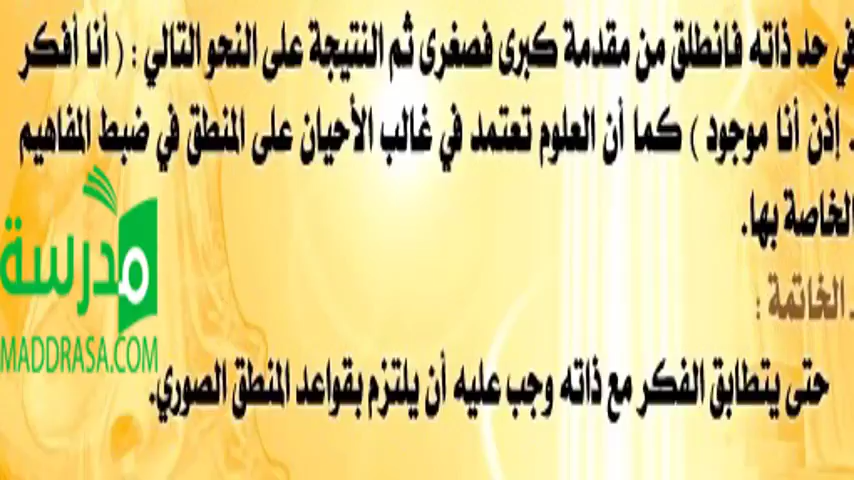 في حد ذاته فانطلق من مقدمة كبرى فصغرى ثم النتيجة على النحو التالي : ( أنا أفكر
. إذن أنا موجود ) كما أن العلوم تعتمد في غالب الأحيان على المنطق في ضبط المفاهيم
الخاصة بها.
ـ الخاتمة :
حتى يتطابق الفكر مع ذاته وجب عليه أن يلتزم بقواعد المنطق الصوري.
مدرسة
MADDRASA.COM